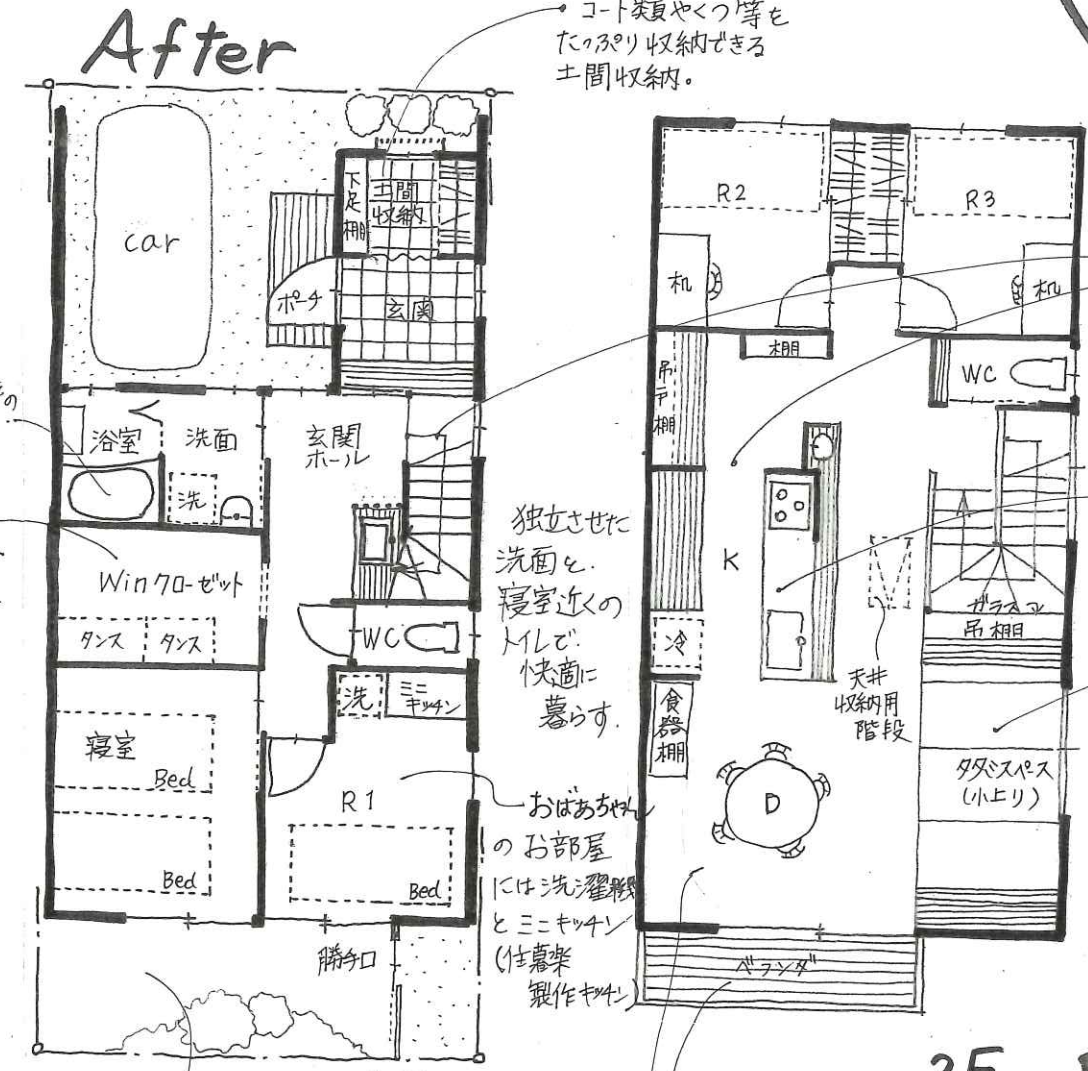 After
・コート類やくつ等を
たっぷり収納できる
土間収納。
car
下足棚
土間
収納
ポーチ
玄関
の
浴室
洗面
洗
玄関
ホール
Winクローゼット
タンス
タンス
WC
洗
ミニ
キッチン
寝室
Bed
Bed
R1
Bed
勝手口
独立させた
洗面と.
寝室近くの
トイレで.
快適に
暮らす.
おばあちゃん
のお部屋
には洗濯機
とミニキッチン
(住暮楽
製作キッチン)
R2
R3
机
机
棚
吊戸棚
WC
K
冷
食器棚
天井
収納用
階段
吊棚
タタミスペース
(小上り)
D
ベランダ
2F